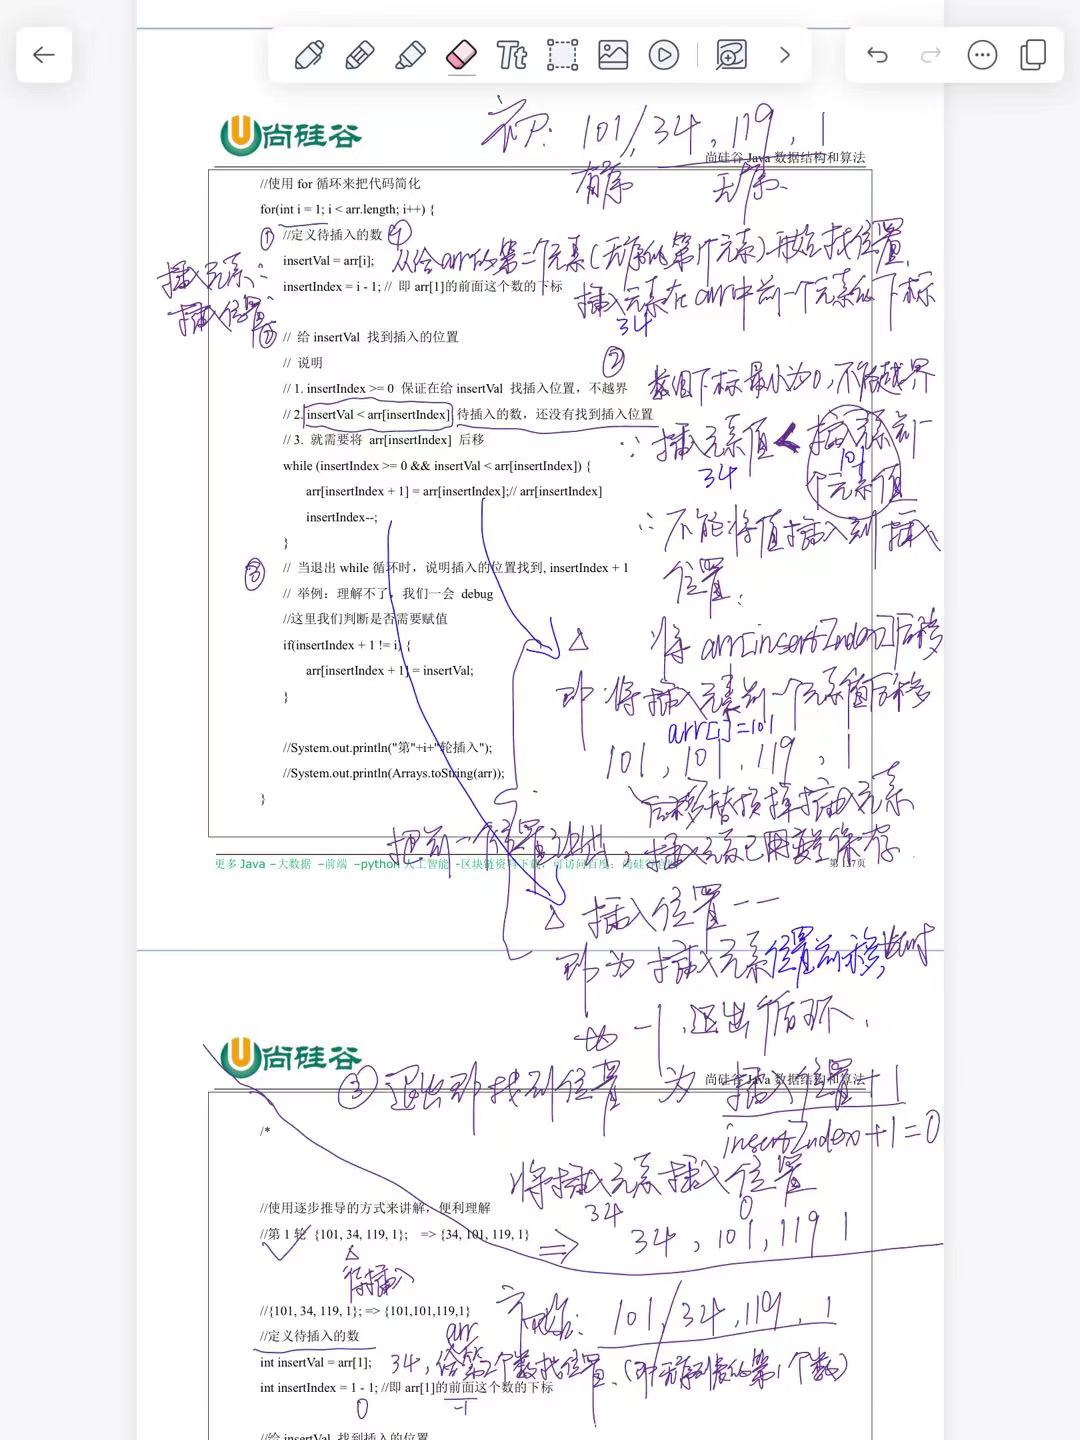 Tt
尚硅谷
初: 101/34,119,1
尚硅谷 Java 数据结构和算法
有序 无序
//使用 for 循环来把代码简化
for(int i = 1; i < arr.length; i++) {
① //定义待插入的数 ①
insertVal = arr[i];
从给arr的第二个元素(无序的第1个元素)开始找位置
insertIndex = i - 1; // 即 arr[1]的前面这个数的下标
插入元素:
插入位置:
插入元素在arr中前一个元素的下标
34
② // 给 insertVal 找到插入的位置
// 说明
②
// 1. insertIndex >= 0 保证在给 insertVal 找插入位置，不越界
数组下标最小为0,不能越界
// 2. insertVal < arr[insertIndex] 待插入的数，还没有找到插入位置
// 3. 就需要将 arr[insertIndex] 后移
∵ 插入元素值 < 插入元素前一
34 101
个元素值
while (insertIndex >= 0 && insertVal < arr[insertIndex]) {
arr[insertIndex + 1] = arr[insertIndex];// arr[insertIndex]
insertIndex--;
∴ 不能将值插入到插入
位置.
}
③ // 当退出 while 循环时，说明插入的位置找到, insertIndex + 1
// 举例：理解不了，我们一会 debug
//这里我们判断是否需要赋值
if(insertIndex + 1 != i) {
△ 将arr[insertIndex]后移
arr[insertIndex + 1] = insertVal;
}
即 将插入元素前一个元素值后移
arr[1]=101
101,101,119,1
//System.out.println("第"+i+"轮插入");
//System.out.println(Arrays.toString(arr));
}
后移替换掉插入元素
把前一个位置 插入元素已用变量保存.
更多 Java –大数据 –前端 –python 人工智能 -区块链资料下载，可访问百度：尚硅谷官网
第 137页
△ 插入位置--
即为 插入元素位置前移,此时
为 -1,退出循环.
尚硅谷
尚硅谷 Java 数据结构和算法
③退出即找到位置 为 插入位置+1
insertIndex+1=0
/*
将插入元素插入位置
34 0
//使用逐步推导的方式来讲解，便利理解
//第 1 轮 {101, 34, 119, 1}; => {34, 101, 119, 1}
=> 34,101,119 1
△
待插入
//{101, 34, 119, 1}; => {101,101,119,1}
101/34,119,1
//定义待插入的数
arr
int insertVal = arr[1];
34,给第2个数找位置.(即无序列表的第1个数)
int insertIndex = 1 - 1; //即 arr[1]的前面这个数的下标
0 -1
//给 insertVal 找到插入的位置